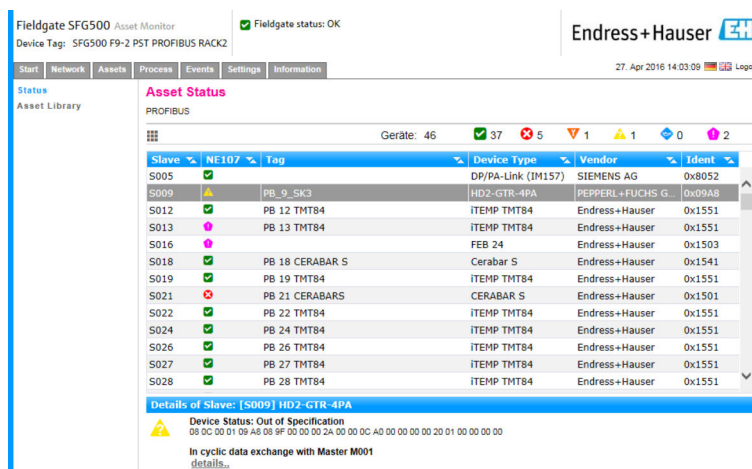 Fieldgate SFG500 Asset Monitor
Device Tag: SFG500 F9-2 PST PROFIBUS RACK2
Fieldgate status: OK
Endress+Hauser EH
Start Network Assets Process Events Settings Information
27. Apr 2016 14:03:09 Logo
Status
Asset Library
Asset Status
PROFIBUS
Geräte: 46 37 5 1 1 0 2
Slave NE107 Tag Device Type Vendor Ident
S005 DP/PA-Link (IM157) SIEMENS AG 0x8052
S009 PB_9_SK3 HD2-GTR-4PA PEPPERL+FUCHS G... 0x09A8
S012 PB 12 TMT84 iTEMP TMT84 Endress+Hauser 0x1551
S013 PB 13 TMT84 iTEMP TMT84 Endress+Hauser 0x1551
S016 FEB 24 Endress+Hauser 0x1503
S018 PB 18 CERABAR S Cerabar S Endress+Hauser 0x1541
S019 PB 19 TMT84 iTEMP TMT84 Endress+Hauser 0x1551
S021 PB 21 CERABARS CERABAR S Endress+Hauser 0x1501
S022 PB 22 TMT84 iTEMP TMT84 Endress+Hauser 0x1551
S024 PB 24 TMT84 iTEMP TMT84 Endress+Hauser 0x1551
S026 PB 26 TMT84 iTEMP TMT84 Endress+Hauser 0x1551
S027 PB 27 TMT84 iTEMP TMT84 Endress+Hauser 0x1551
S028 PB 28 TMT84 iTEMP TMT84 Endress+Hauser 0x1551
Details of Slave: [S009] HD2-GTR-4PA
Device Status: Out of Specification
08 0C 00 01 09 A8 08 9F 00 00 00 2A 00 00 0C A0 00 00 00 00 20 01 00 00 00 00
In cyclic data exchange with Master M001
details..